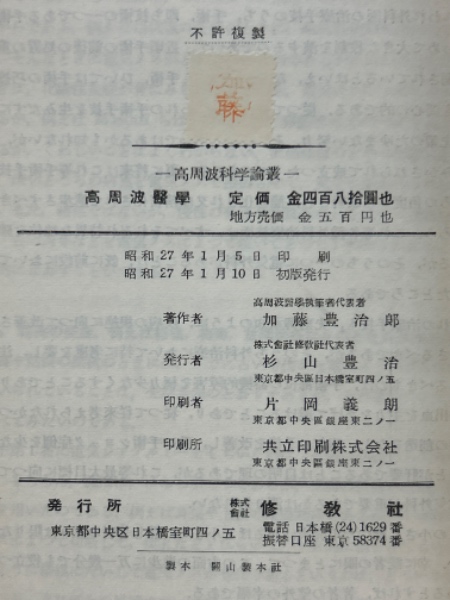 不許複製
加藤
—高周波科学論叢—
高周波醫學 定価 金四百八拾圓也
地方売価 金五百円也
昭和27年1月5日 印刷
昭和27年1月10日 初版発行
高周波醫學執筆者代表者
著作者 加藤豊治郎
株式會社修敎社代表者
発行者 杉山豊治
東京都中央区日本橋室町四ノ五
印刷者 片岡義朗
東京都中央區銀座東二ノ一
印刷所 共立印刷株式会社
東京都中央區銀座東二ノ一
発行所 株式會社 修敎社
東京都中央区日本橋室町四ノ五
電話 日本橋(24)1629番
振替口座 東京58374番
製本 関山製本社